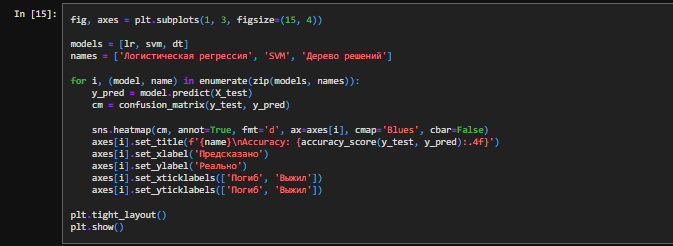 In [15]:
fig, axes = plt.subplots(1, 3, figsize=(15, 4))
models = [lr, svm, dt]
names = ['Логистическая регрессия', 'SVM', 'Дерево решений']
for i, (model, name) in enumerate(zip(models, names)):
    y_pred = model.predict(X_test)
    cm = confusion_matrix(y_test, y_pred)
    sns.heatmap(cm, annot=True, fmt='d', ax=axes[i], cmap='Blues', cbar=False)
    axes[i].set_title(f'{name}\nAccuracy: {accuracy_score(y_test, y_pred):.4f}')
    axes[i].set_xlabel('Предсказано')
    axes[i].set_ylabel('Реально')
    axes[i].set_xticklabels(['Погиб', 'Выжил'])
    axes[i].set_yticklabels(['Погиб', 'Выжил'])
plt.tight_layout()
plt.show()